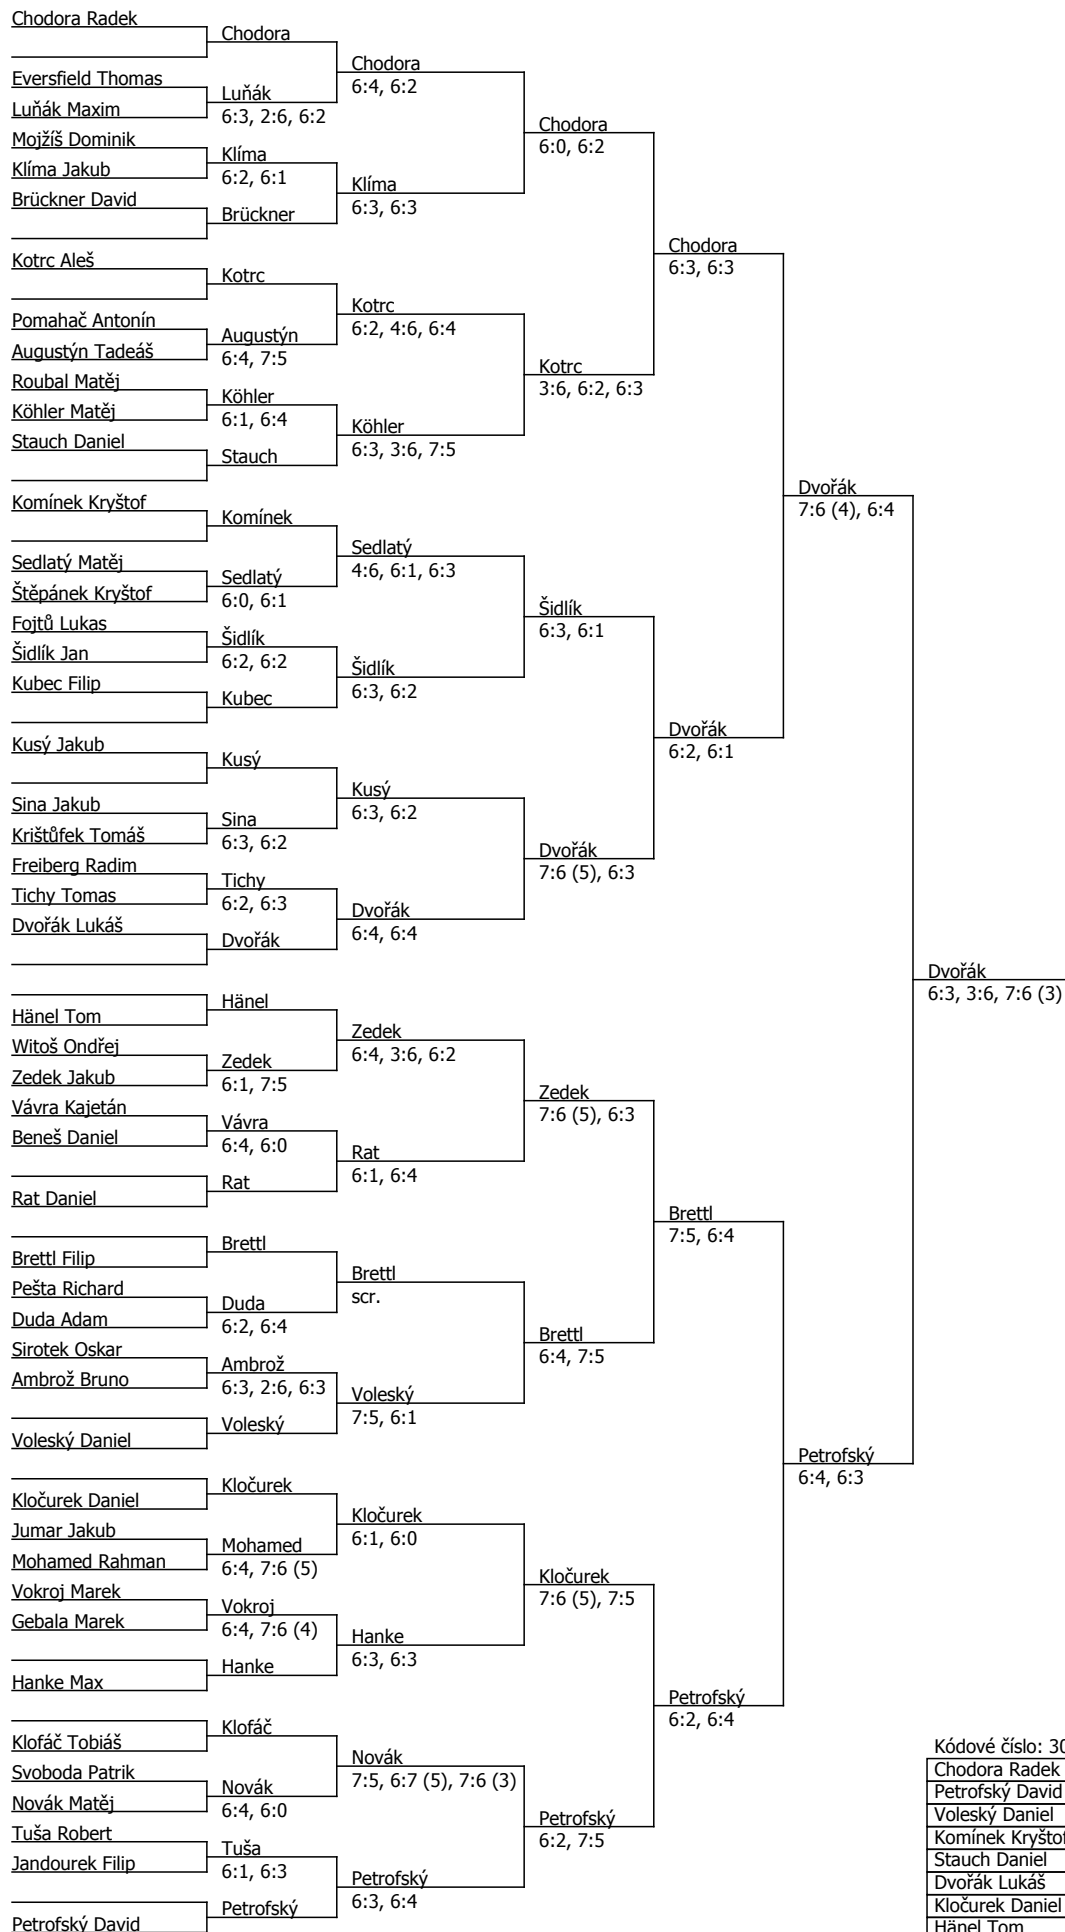 Chodora Radek
Eversfield Thomas
Luňák Maxim
Mojžíš Dominik
Klíma Jakub
Brückner David
Kotrc Aleš
Pomahač Antonín
Augustýn Tadeáš
Roubal Matěj
Köhler Matěj
Stauch Daniel
Komínek Kryštof
Sedlatý Matěj
Štěpánek Kryštof
Fojtů Lukas
Šidlík Jan
Kubec Filip
Kusý Jakub
Sina Jakub
Krištůfek Tomáš
Freiberg Radim
Tichy Tomas
Dvořák Lukáš
Hänel Tom
Witoš Ondřej
Zedek Jakub
Vávra Kajetán
Beneš Daniel
Rat Daniel
Brettl Filip
Pešta Richard
Duda Adam
Sirotek Oskar
Ambrož Bruno
Voleský Daniel
Kločurek Daniel
Jumar Jakub
Mohamed Rahman
Vokroj Marek
Gebala Marek
Hanke Max
Klofáč Tobiáš
Svoboda Patrik
Novák Matěj
Tuša Robert
Jandourek Filip
Petrofský David
Chodora
Luňák
6:3, 2:6, 6:2
Klíma
6:2, 6:1
Brückner
Kotrc
Augustýn
6:4, 7:5
Köhler
6:1, 6:4
Stauch
Komínek
Sedlatý
6:0, 6:1
Šidlík
6:2, 6:2
Kubec
Kusý
Sina
6:3, 6:2
Tichy
6:2, 6:3
Dvořák
Hänel
Zedek
6:1, 7:5
Vávra
6:4, 6:0
Rat
Brettl
Duda
6:2, 6:4
Ambrož
6:3, 2:6, 6:3
Voleský
Kločurek
Mohamed
6:4, 7:6 (5)
Vokroj
6:4, 7:6 (4)
Hanke
Klofáč
Novák
6:4, 6:0
Tuša
6:1, 6:3
Petrofský
Chodora
6:4, 6:2
Klíma
6:3, 6:3
Kotrc
6:2, 4:6, 6:4
Köhler
6:3, 3:6, 7:5
Sedlatý
4:6, 6:1, 6:3
Šidlík
6:3, 6:2
Kusý
6:3, 6:2
Dvořák
6:4, 6:4
Zedek
6:4, 3:6, 6:2
Rat
6:1, 6:4
Brettl
scr.
Voleský
7:5, 6:1
Kločurek
6:1, 6:0
Hanke
6:3, 6:3
Novák
7:5, 6:7 (5), 7:6 (3)
Petrofský
6:3, 6:4
Chodora
6:0, 6:2
Kotrc
3:6, 6:2, 6:3
Šidlík
6:3, 6:1
Dvořák
7:6 (5), 6:3
Zedek
7:6 (5), 6:3
Brettl
6:4, 7:5
Kločurek
7:6 (5), 7:5
Petrofský
6:2, 7:5
Chodora
6:3, 6:3
Dvořák
6:2, 6:1
Brettl
7:5, 6:4
Petrofský
6:2, 6:4
Dvořák
7:6 (4), 6:4
Petrofský
6:4, 6:3
Dvořák
6:3, 3:6, 7:6 (3)
Kódové číslo: 30
Chodora Radek
Petrofský David
Voleský Daniel
Komínek Kryštof
Stauch Daniel
Dvořák Lukáš
Kločurek Daniel
Hänel Tom